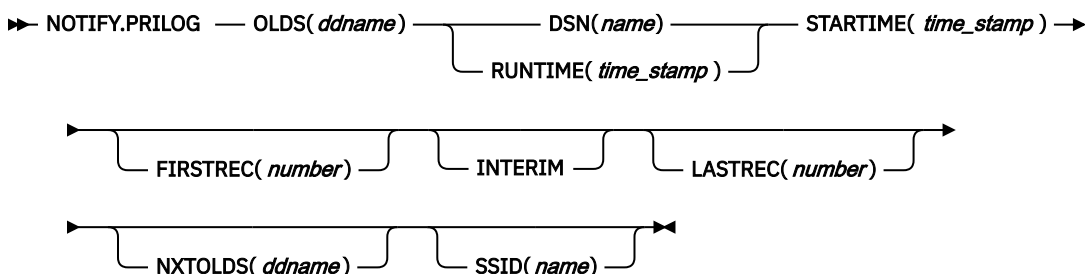 NOTIFY.PRILOG OLDS(ddname) DSN(name) STARTIME( time_stamp )
RUNTIME( time_stamp )
FIRSTREC( number ) INTERIM LASTREC( number )
NXTOLDS( ddname ) SSID( name )